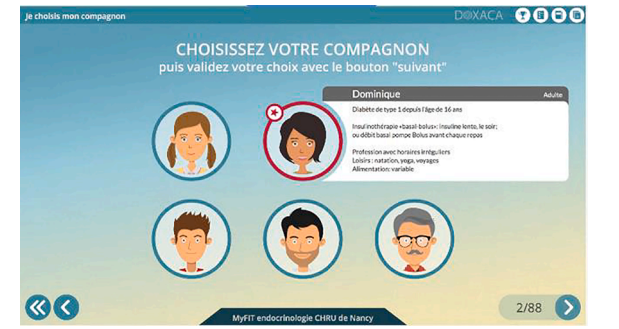 Je choisis mon compagnon
DOXACA
CHOISISSEZ VOTRE COMPAGNON
puis validez votre choix avec le bouton "suivant"
Dominique
Adulte
Diabète de type 1 depuis l'âge de 16 ans
Insulinothérapie «basal-bolus»: insuline lente, le soir;
ou débit basal pompe Bolus avant chaque repas
Profession avec horaires irréguliers
Loisirs : natation, yoga, voyages
Alimentation: variable
2/88
MyFIT endocrinologie CHRU de Nancy